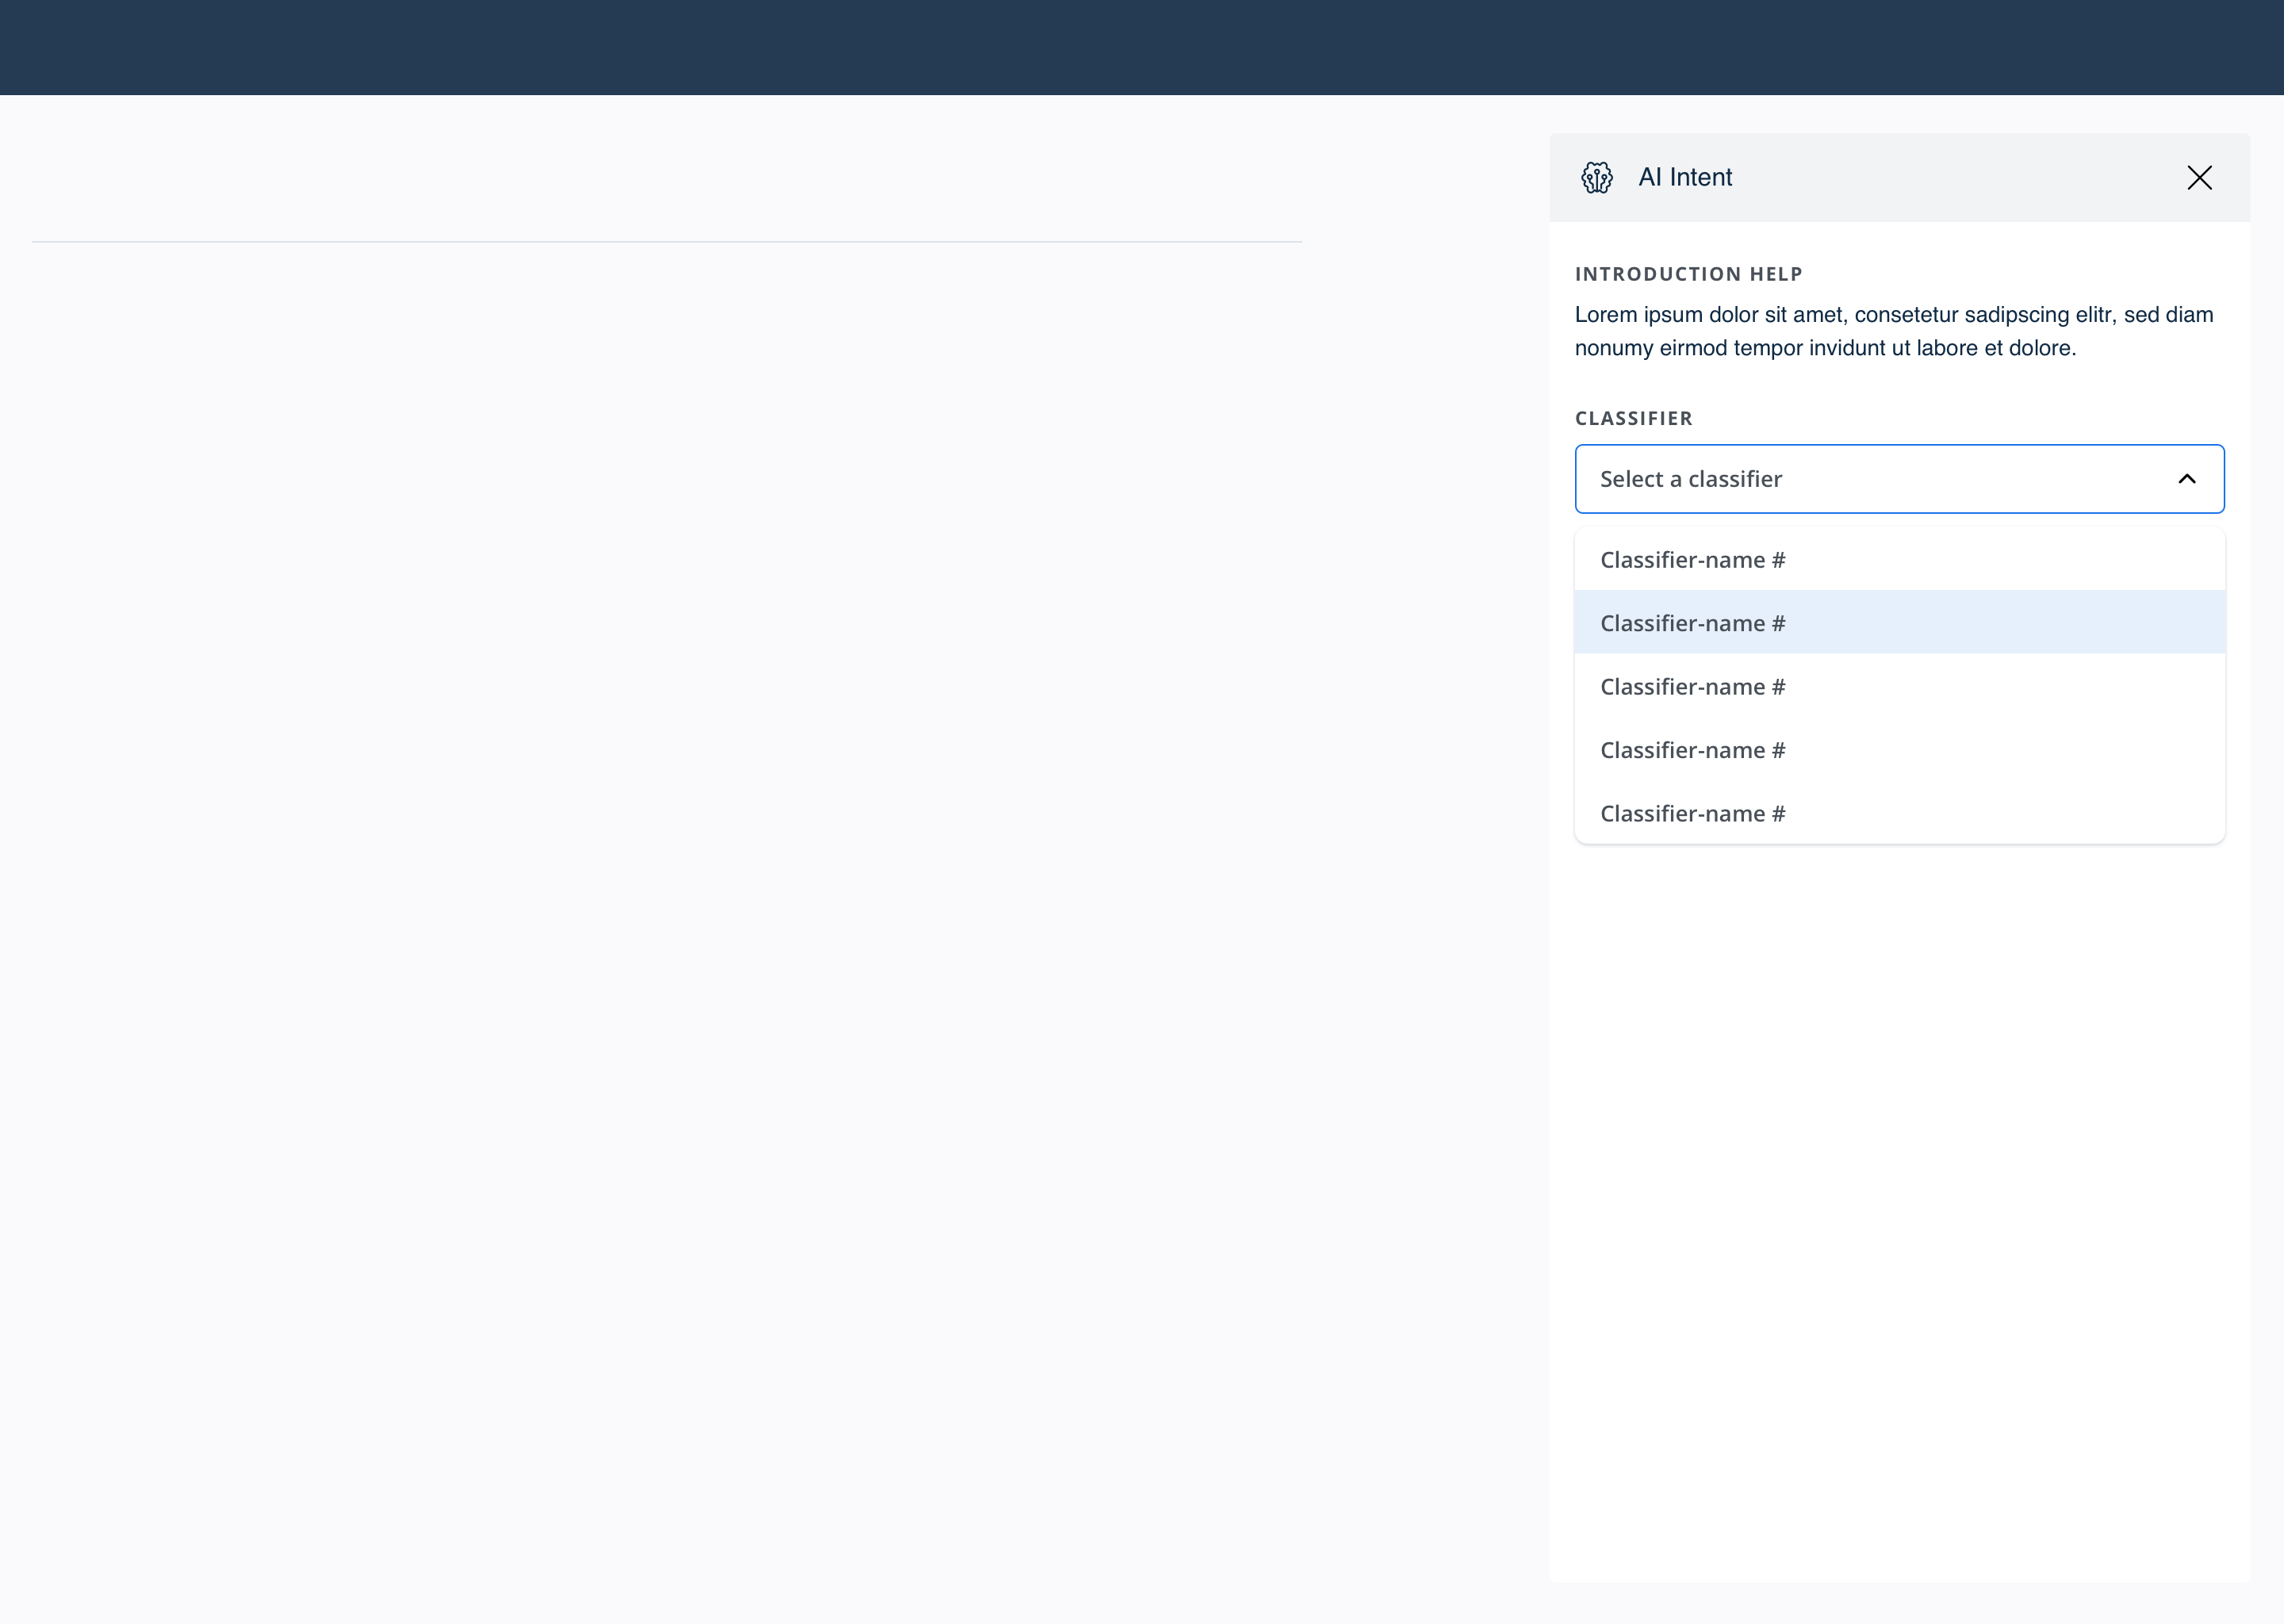 AI Intent
INTRODUCTION HELP
Lorem ipsum dolor sit amet, consetetur sadipscing elitr, sed diam
nonumy eirmod tempor invidunt ut labore et dolore.
CLASSIFIER
Select a classifier
Classifier-name #
Classifier-name #
Classifier-name #
Classifier-name #
Classifier-name #